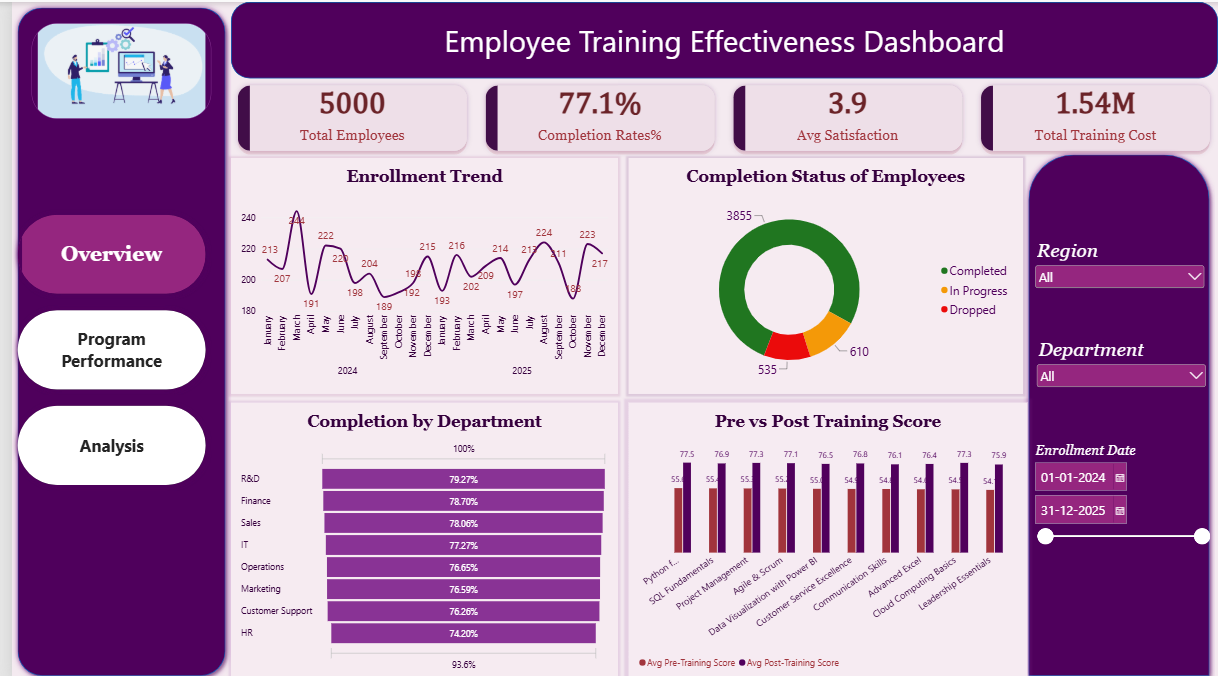 Employee Training Effectiveness Dashboard
5000
Total Employees
77.1%
Completion Rates%
3.9
Avg Satisfaction
1.54M
Total Training Cost
Overview
Program
Performance
Analysis
Enrollment Trend
240
220
200
180
213
207
244
191
222
220
198
204
189
192
198
215
193
216
202
209
214
197
217
224
211
188
223
217
January
February
March
April
May
June
July
August
September
October
November
December
January
February
March
April
May
June
July
August
September
October
November
December
2024
2025
Completion Status of Employees
3855
610
535
Completed
In Progress
Dropped
Region
All
Department
All
Enrollment Date
01-01-2024
31-12-2025
Completion by Department
100%
R&D 79.27%
Finance 78.70%
Sales 78.06%
IT 77.27%
Operations 76.65%
Marketing 76.59%
Customer Support 76.26%
HR 74.20%
93.6%
Pre vs Post Training Score
77.5
76.9
77.3
77.1
76.5
76.8
76.1
76.4
77.3
75.9
Python f...
SQL Fundamentals
Project Management
Agile & Scrum
Data Visualization with Power BI
Customer Service Excellence
Communication Skills
Advanced Excel
Cloud Computing Basics
Leadership Essentials
Avg Pre-Training Score
Avg Post-Training Score